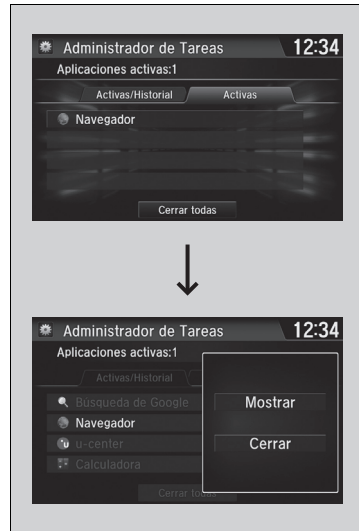 Administrador de Tareas 12:34
Aplicaciones activas:1
Activas/Historial Activas
Navegador
Cerrar todas
Administrador de Tareas 12:34
Aplicaciones activas:1
Activas/Historial
Búsqueda de Google
Mostrar
Navegador
u-center
Cerrar
Calculadora
Cerrar todas